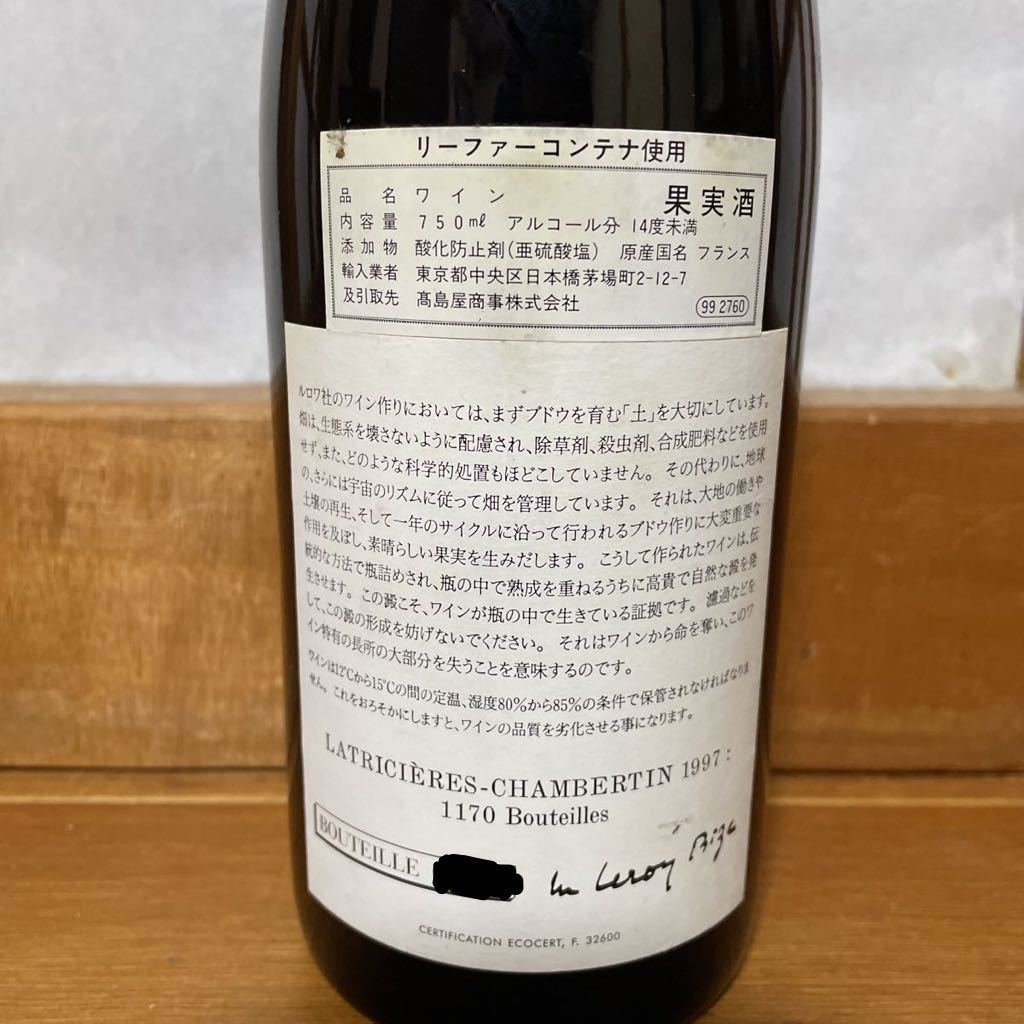 リーファーコンテナ使用
品名 ワイン 果実酒
内容量 750㎖ アルコール分 14度未満
添加物 酸化防止剤(亜硫酸塩) 原産国名 フランス
輸入業者 東京都中央区日本橋茅場町2-12-7
及引取先 髙島屋商事株式会社 99 2760
ルロワ社のワイン作りにおいては、まずブドウを育む「土」を大切にしています。
畑は、生態系を壊さないように配慮され、除草剤、殺虫剤、合成肥料などを使用
せず、また、どのような科学的処置もほどこしていません。その代わりに、地球
の、さらには宇宙のリズムに従って畑を管理しています。それは、大地の働きや
土壌の再生、そして一年のサイクルに沿って行われるブドウ作りに大変重要な
作用を及ぼし、素晴らしい果実を生みだします。こうして作られたワインは、伝
統的な方法で瓶詰めされ、瓶の中で熟成を重ねるうちに高貴で自然な澱を発
生させます。この澱こそ、ワインが瓶の中で生きている証拠です。濾過などを
して、この澱の形成を妨げないでください。それはワインから命を奪い、このワ
イン特有の長所の大部分を失うことを意味するのです。
ワインは12℃から15℃の間の定温、湿度80%から85%の条件で保管されなければなりま
せん。これをおろそかにしますと、ワインの品質を劣化させる事になります。
LATRICIÈRES-CHAMBERTIN 1997 :
1170 Bouteilles
BOUTEILLE
Leroy Bize
CERTIFICATION ECOCERT, F. 32600